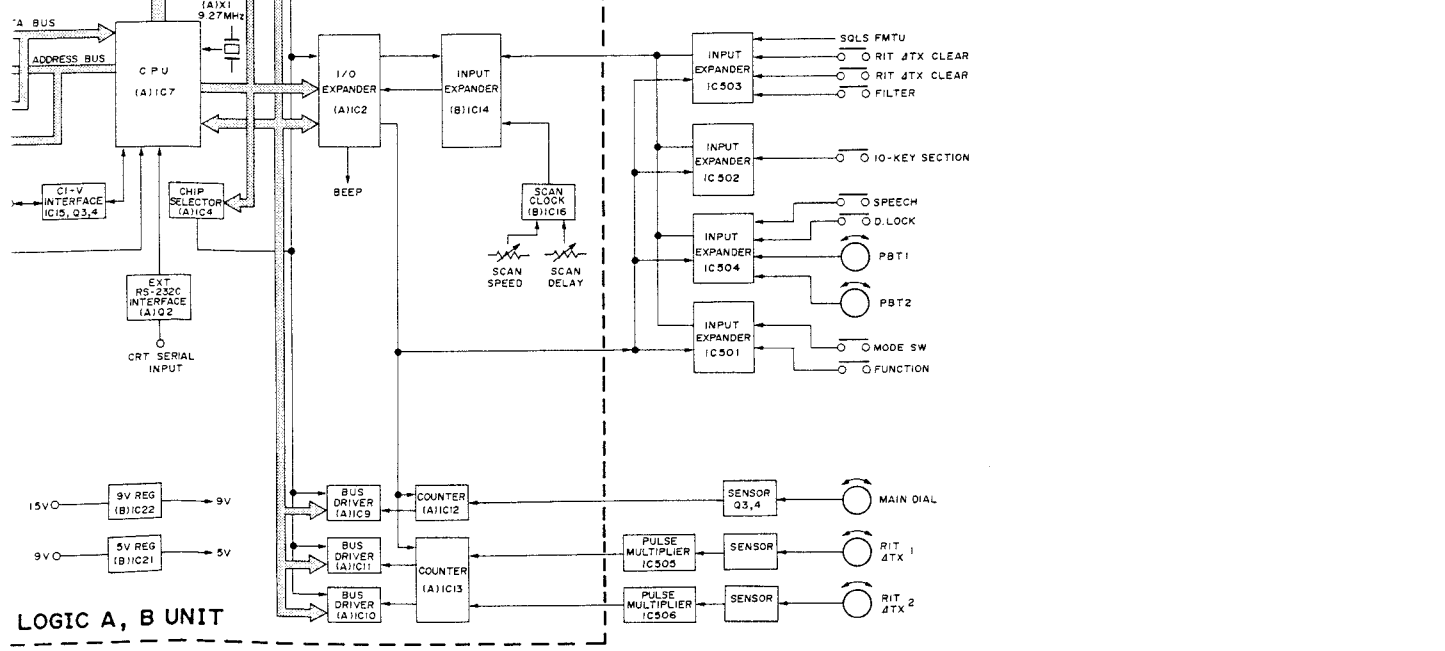 (A)X1
9.27MHz
'A BUS
ADDRESS BUS
CPU
(A)IC7
I/O
EXPANDER
(A)IC2
INPUT
EXPANDER
(B)IC14
BEEP
CI-V
INTERFACE
IC15, Q3,4
CHIP
SELECTOR
(A)IC4
SCAN
CLOCK
(B)IC16
SCAN
SPEED
SCAN
DELAY
EXT
RS-232C
INTERFACE
(A)Q2
CRT SERIAL
INPUT
INPUT
EXPANDER
IC503
SQLS FMTU
RIT ΔTX CLEAR
RIT ΔTX CLEAR
FILTER
INPUT
EXPANDER
IC502
10-KEY SECTION
INPUT
EXPANDER
IC504
SPEECH
D.LOCK
PBT1
PBT2
INPUT
EXPANDER
IC501
MODE SW
FUNCTION
15V
9V REG
(B)IC22
9V
9V
5V REG
(B)IC21
5V
BUS
DRIVER
(A)IC9
COUNTER
(A)IC12
SENSOR
Q3,4
MAIN DIAL
BUS
DRIVER
(A)IC11
COUNTER
(A)IC13
PULSE
MULTIPLIER
IC505
SENSOR
RIT
ΔTX 1
BUS
DRIVER
(A)IC10
PULSE
MULTIPLIER
IC506
SENSOR
RIT
ΔTX 2
LOGIC A, B UNIT